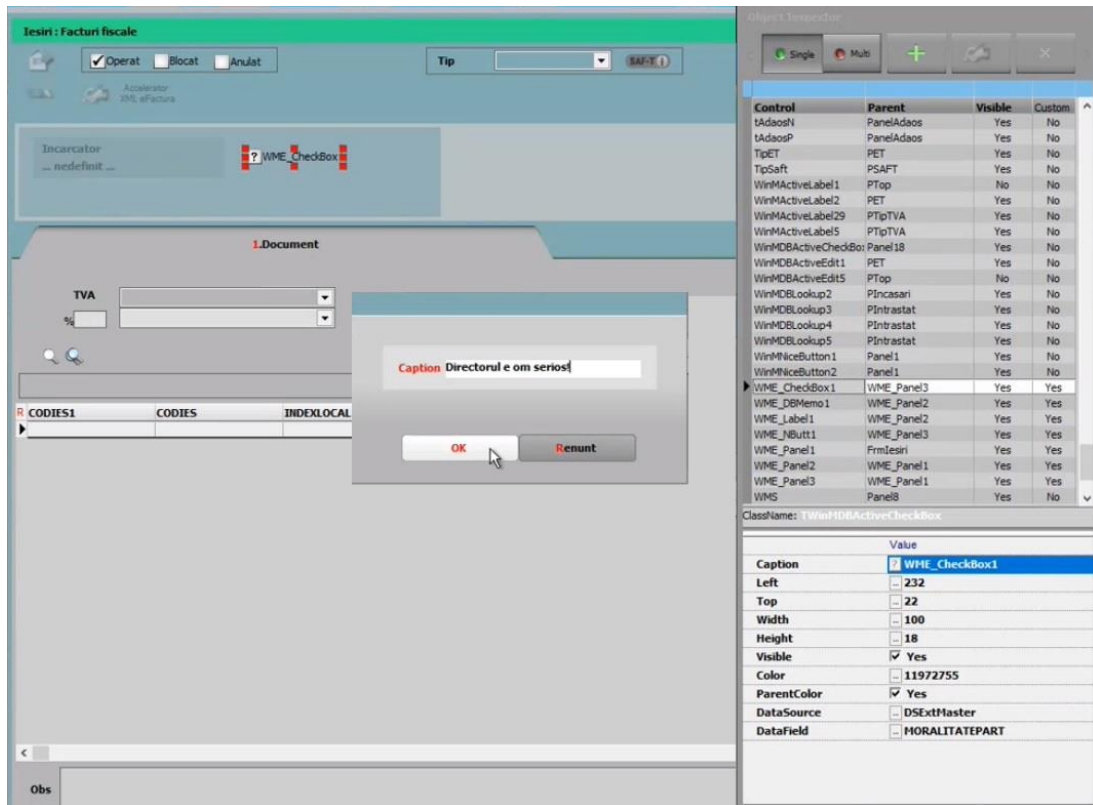 Object Inspector
Iesiri : Facturi fiscale
Operat Blocat Anulat
Tip
SAF-T
Single Multi
Accelerator
XML eFactura
Incarcator
... nedefinit ...
? WME_CheckBox
1.Document
TVA
%
Caption Directorul e om serios!
OK Renunt
R CODIES1 CODIES INDEXLOCAL
Obs
Control Parent Visible Custom
tAdaosN PanelAdaos Yes No
tAdaosP PanelAdaos Yes No
TipET PET Yes No
TipSaft PSAFT Yes No
WinMActiveLabel1 PTop No No
WinMActiveLabel2 PET Yes No
WinMActiveLabel29 PTipTVA Yes No
WinMActiveLabel5 PTipTVA Yes No
WinMDBActiveCheckBo: Panel18 Yes No
WinMDBActiveEdit1 PET Yes No
WinMDBActiveEdit5 PTop No No
WinMDBLookup2 PIncasari Yes No
WinMDBLookup3 PIntrastat Yes No
WinMDBLookup4 PIntrastat Yes No
WinMDBLookup5 PIntrastat Yes No
WinMNiceButton1 Panel1 Yes No
WinMNiceButton2 Panel1 Yes No
WME_CheckBox1 WME_Panel3 Yes Yes
WME_DBMemo1 WME_Panel2 Yes Yes
WME_Label1 WME_Panel2 Yes Yes
WME_NButt1 WME_Panel3 Yes Yes
WME_Panel1 FrmIesiri Yes Yes
WME_Panel2 WME_Panel1 Yes Yes
WME_Panel3 WME_Panel1 Yes Yes
WMS Panel8 Yes No
ClassName: TWinMDBActiveCheckBox
Value
Caption ? WME_CheckBox1
Left ... 232
Top ... 22
Width ... 100
Height ... 18
Visible Yes
Color ... 11972755
ParentColor Yes
DataSource ... DSExtMaster
DataField ... MORALITATEPART